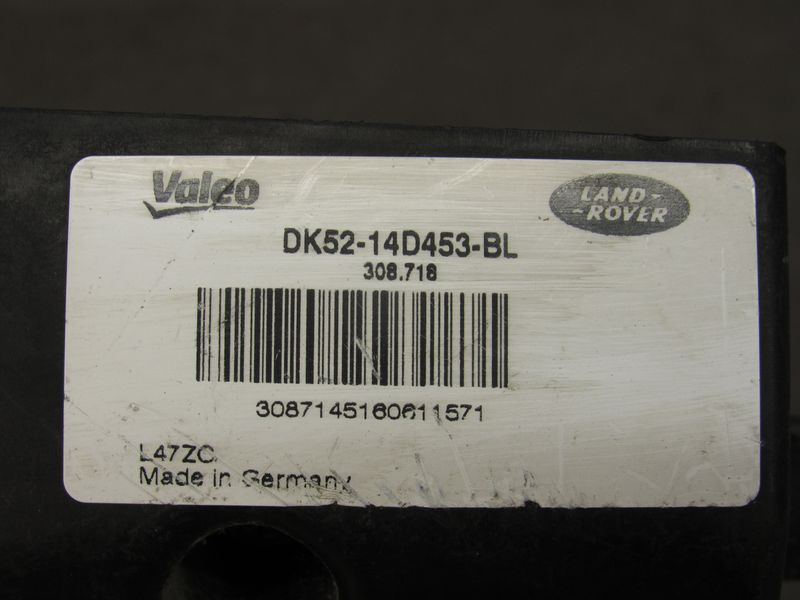 Valeo
LAND-
-ROVER
DK52-14D453-BL
308.718
3087145160611571
L47ZC
Made in Germany